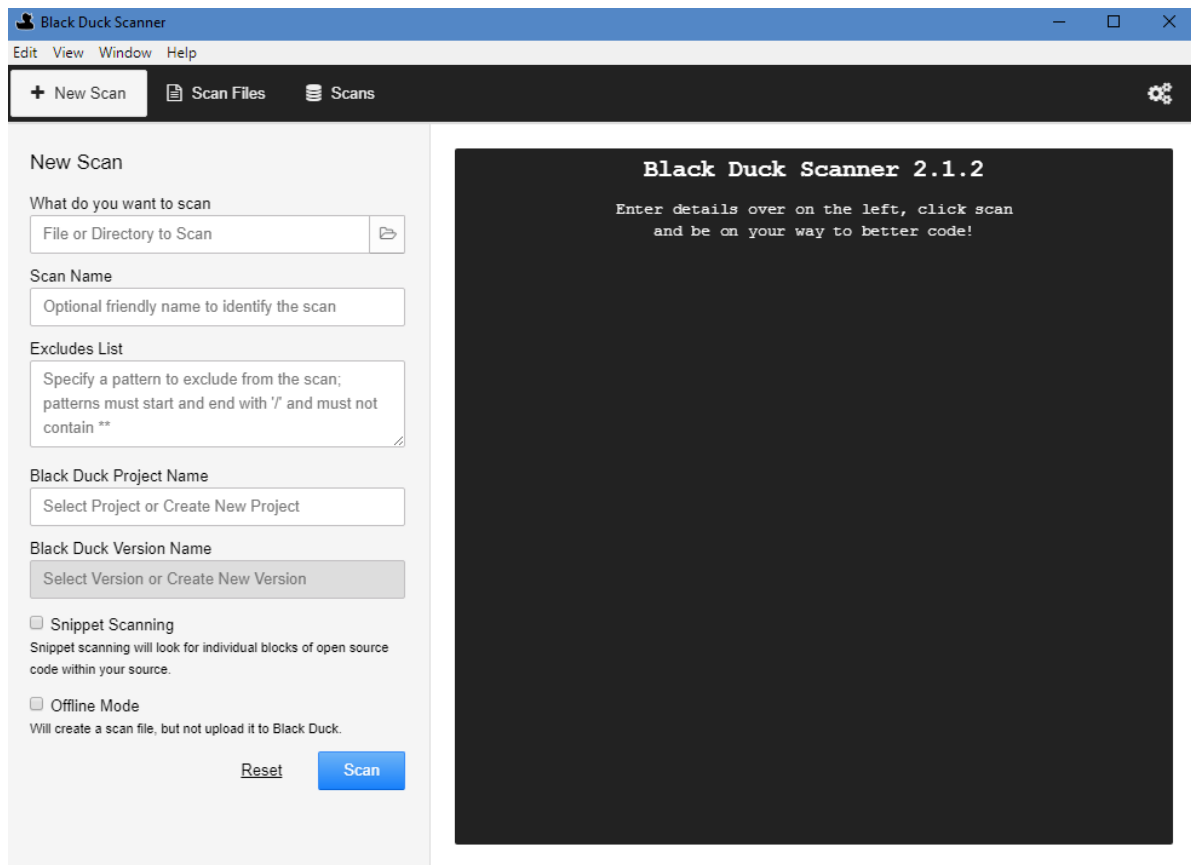 Black Duck Scanner
Edit View Window Help
New Scan Scan Files Scans
New Scan
What do you want to scan
File or Directory to Scan
Scan Name
Optional friendly name to identify the scan
Excludes List
Specify a pattern to exclude from the scan;
patterns must start and end with '/' and must not
contain **
Black Duck Project Name
Select Project or Create New Project
Black Duck Version Name
Select Version or Create New Version
Snippet Scanning
Snippet scanning will look for individual blocks of open source
code within your source.
Offline Mode
Will create a scan file, but not upload it to Black Duck.
Reset Scan
Black Duck Scanner 2.1.2
Enter details over on the left, click scan
and be on your way to better code!